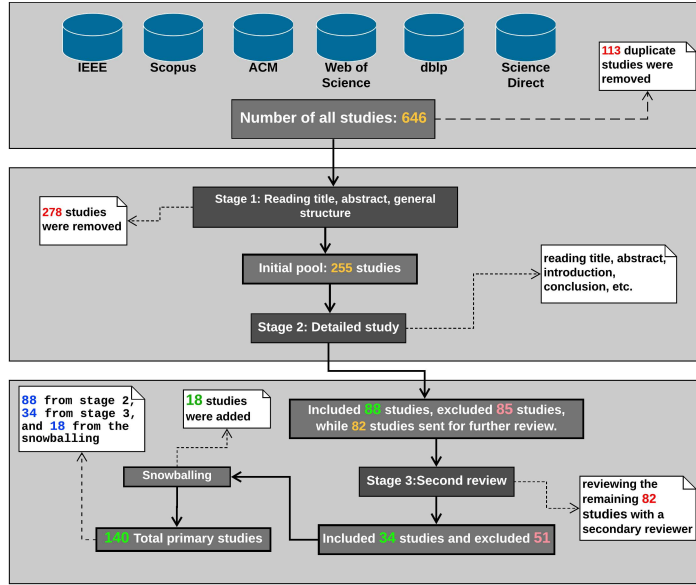 IEEE
Scopus
ACM
Web of
Science
dblp
Science
Direct
113 duplicate
studies were
removed
Number of all studies: 646
Stage 1: Reading title, abstract, general
structure
278 studies
were removed
Initial pool: 255 studies
reading title, abstract,
introduction,
conclusion, etc.
Stage 2: Detailed study
88 from stage 2,
34 from stage 3,
and 18 from the
snowballing
18 studies
were added
Included 88 studies, excluded 85 studies,
while 82 studies sent for further review.
Snowballing
Stage 3:Second review
reviewing the
remaining 82
studies with a
secondary reviewer
140 Total primary studies
Included 34 studies and excluded 51